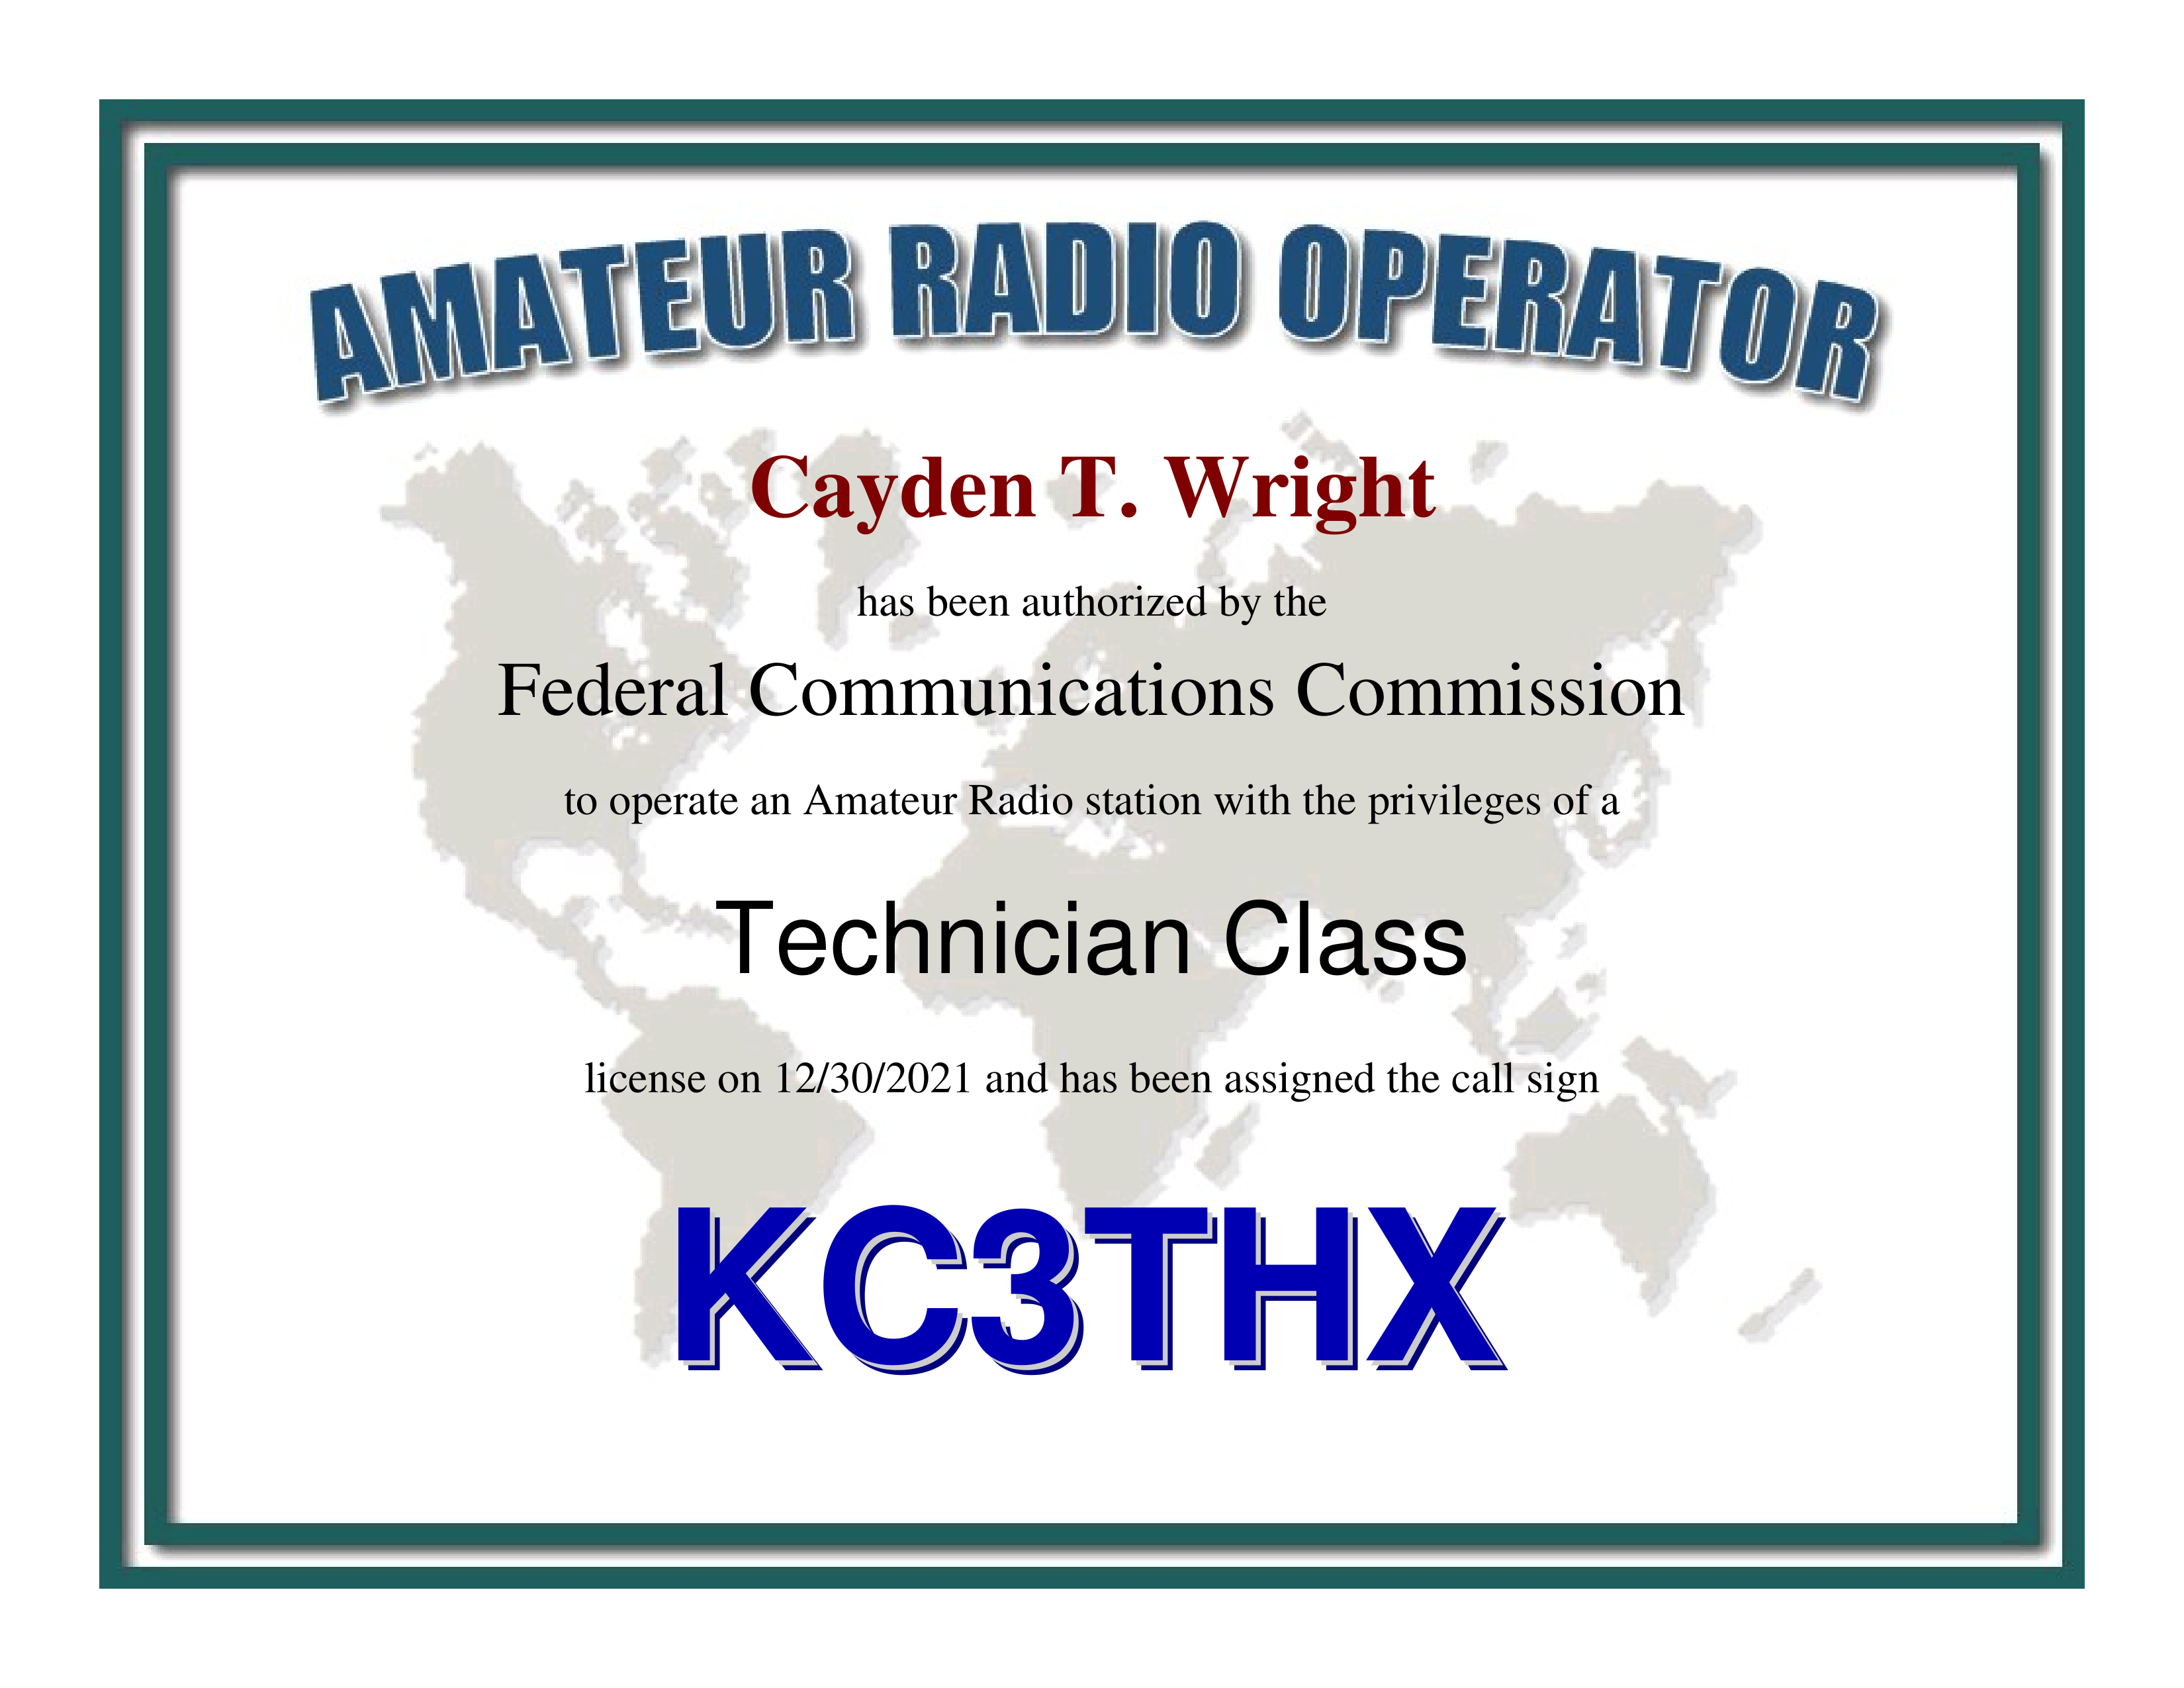 AMATEUR RADIO OPERATOR
Cayden T. Wright
has been authorized by the
Federal Communications Commission
to operate an Amateur Radio station with the privileges of a
Technician Class
license on 12/30/2021 and has been assigned the call sign
KC3THX